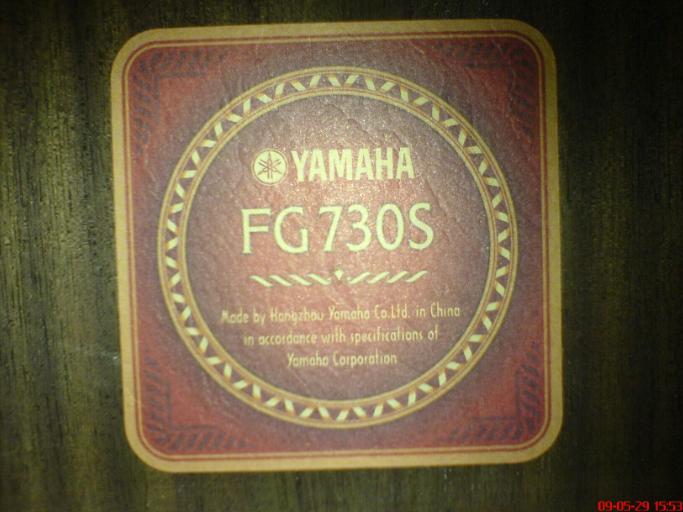 YAMAHA
FG730S
Made by Hangzhou Yamaha Co.Ltd. in China
in accordance with specifications of
Yamaha Corporation
09-05-29 15:53